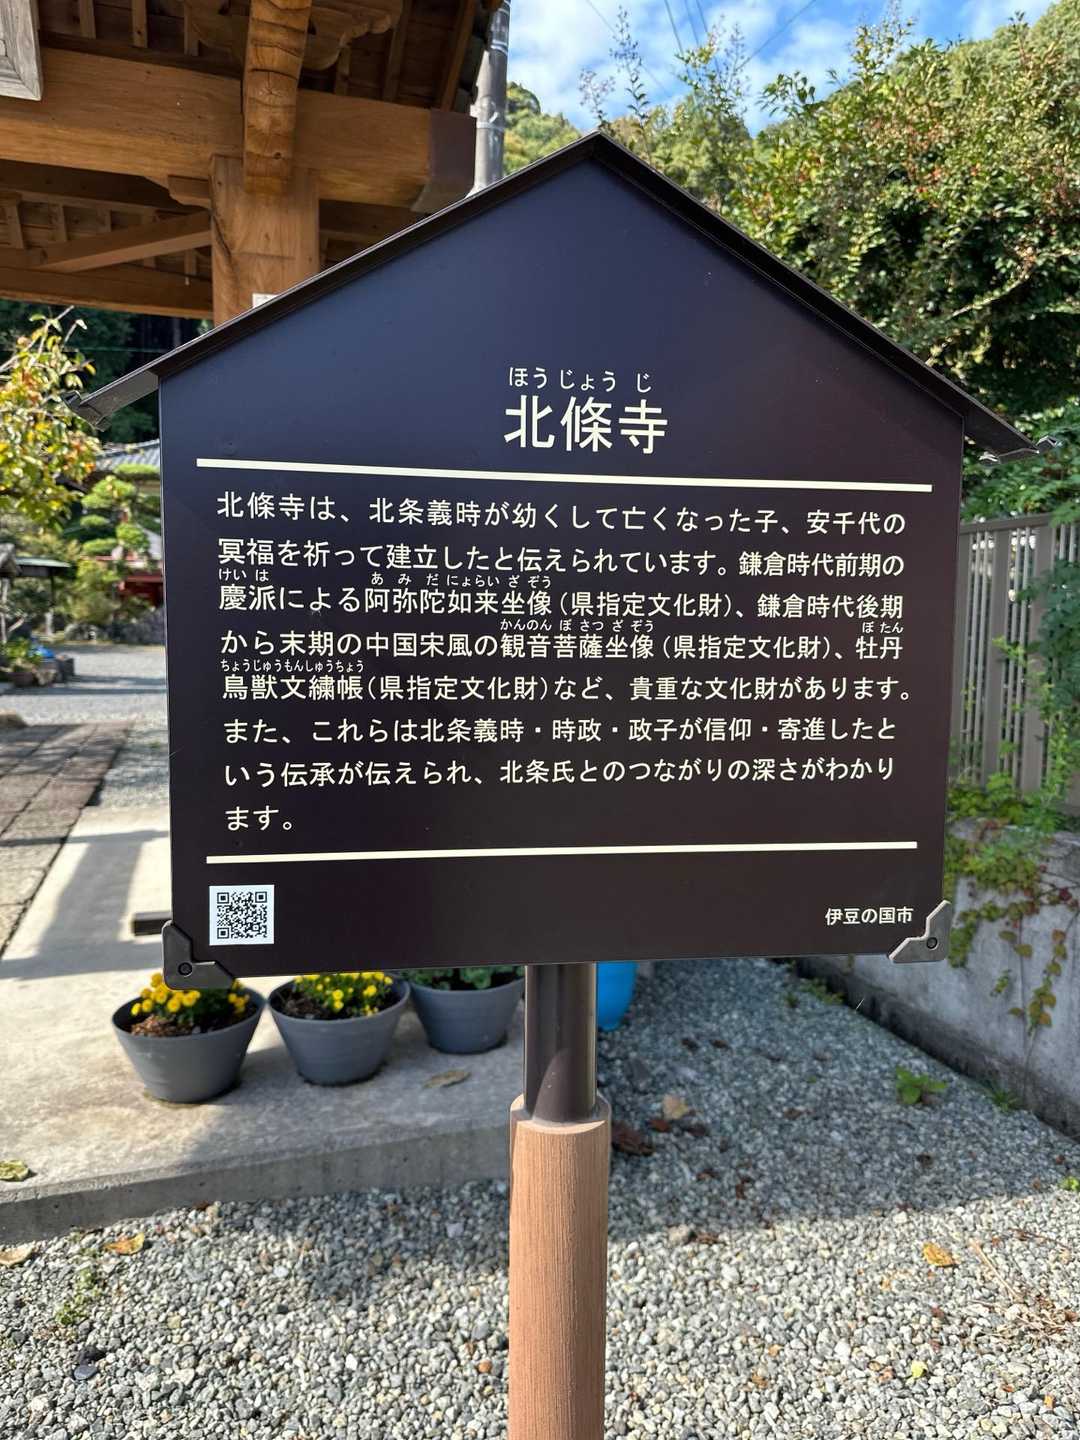 ほうじょうじ
北條寺
北條寺は、北条義時が幼くして亡くなった子、安千代の
冥福を祈って建立したと伝えられています。鎌倉時代前期の
けいは あみだにょらいざぞう
慶派による阿弥陀如来坐像（県指定文化財）、鎌倉時代後期
かんのんぼさつざぞう ぼたん
から末期の中国宋風の観音菩薩坐像（県指定文化財）、牡丹
ちょうじゅうもんしゅうちょう
鳥獣文繍帳（県指定文化財）など、貴重な文化財があります。
また、これらは北条義時・時政・政子が信仰・寄進したと
いう伝承が伝えられ、北条氏とのつながりの深さがわかり
ます。
伊豆の国市